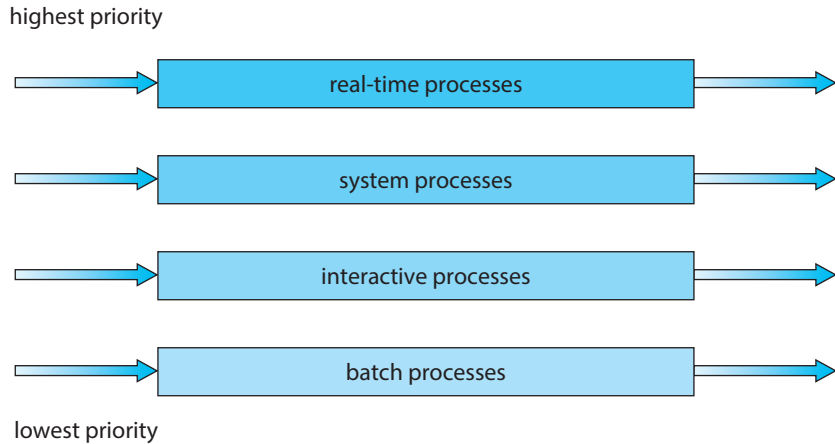 highest priority
real-time processes
system processes
interactive processes
batch processes
lowest priority